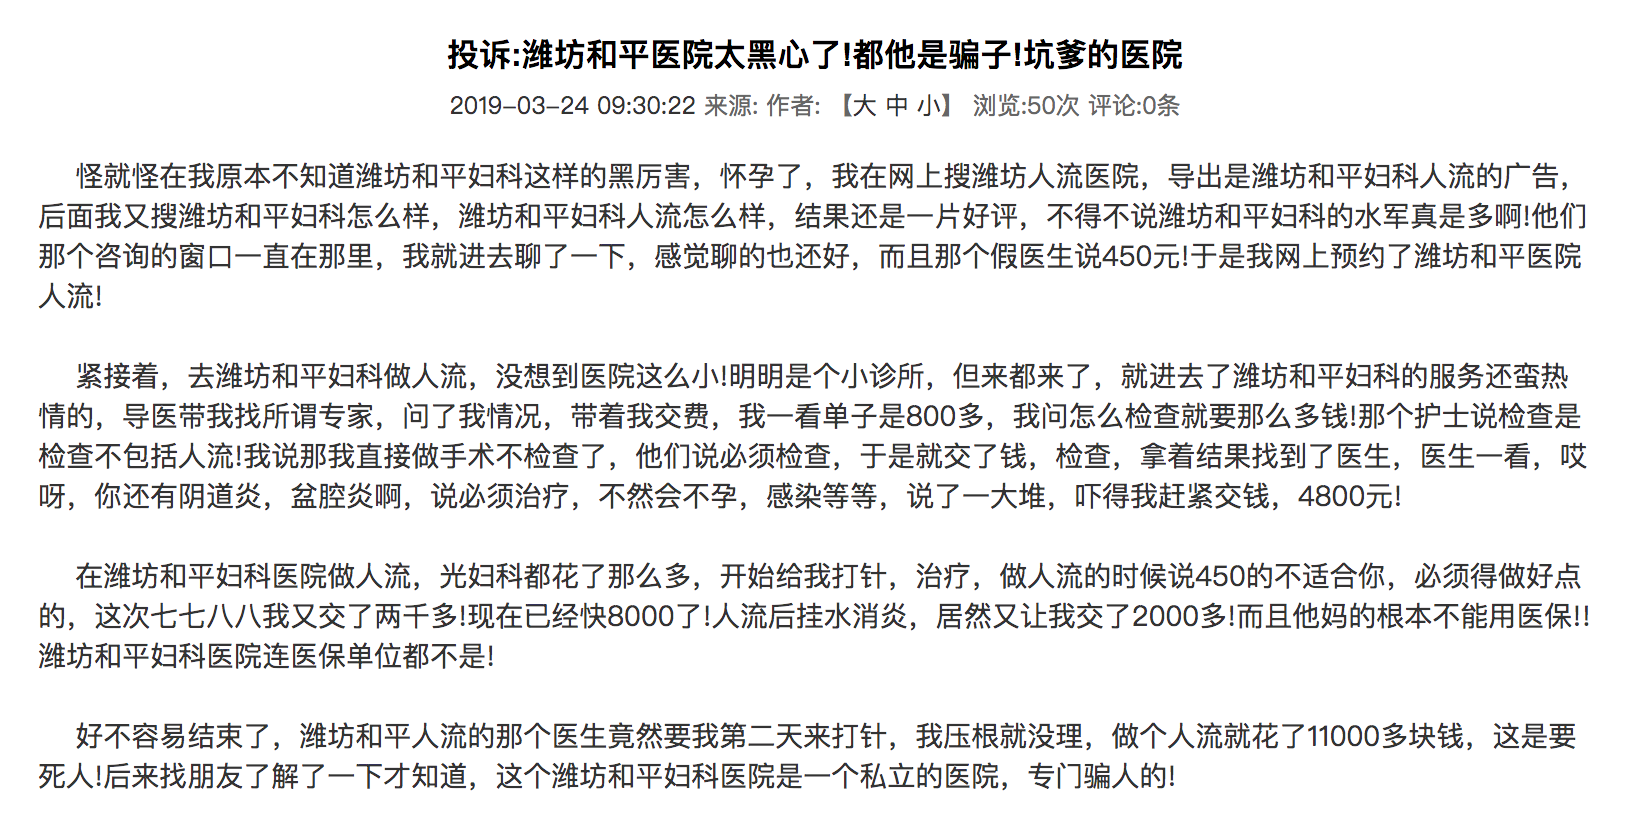 投诉:潍坊和平医院太黑心了!都他是骗子!坑爹的医院
2019-03-24 09:30:22 来源: 作者: 【大 中 小】 浏览:50次 评论:0条
怪就怪在我原本不知道潍坊和平妇科这样的黑厉害，怀孕了，我在网上搜潍坊人流医院，导出是潍坊和平妇科人流的广告，
后面我又搜潍坊和平妇科怎么样，潍坊和平妇科人流怎么样，结果还是一片好评，不得不说潍坊和平妇科的水军真是多啊!他们
那个咨询的窗口一直在那里，我就进去聊了一下，感觉聊的也还好，而且那个假医生说450元!于是我网上预约了潍坊和平医院
人流!
紧接着，去潍坊和平妇科做人流，没想到医院这么小!明明是个小诊所，但来都来了，就进去了潍坊和平妇科的服务还蛮热
情的，导医带我找所谓专家，问了我情况，带着我交费，我一看单子是800多，我问怎么检查就要那么多钱!那个护士说检查是
检查不包括人流!我说那我直接做手术不检查了，他们说必须检查，于是就交了钱，检查，拿着结果找到了医生，医生一看，哎
呀，你还有阴道炎，盆腔炎啊，说必须治疗，不然会不孕，感染等等，说了一大堆，吓得我赶紧交钱，4800元!
在潍坊和平妇科医院做人流，光妇科都花了那么多，开始给我打针，治疗，做人流的时候说450的不适合你，必须得做好点
的，这次七七八八我又交了两千多!现在已经快8000了!人流后挂水消炎，居然又让我交了2000多!而且他妈的根本不能用医保!!
潍坊和平妇科医院连医保单位都不是!
好不容易结束了，潍坊和平人流的那个医生竟然要我第二天来打针，我压根就没理，做个人流就花了11000多块钱，这是要
死人!后来找朋友了解了一下才知道，这个潍坊和平妇科医院是一个私立的医院，专门骗人的!